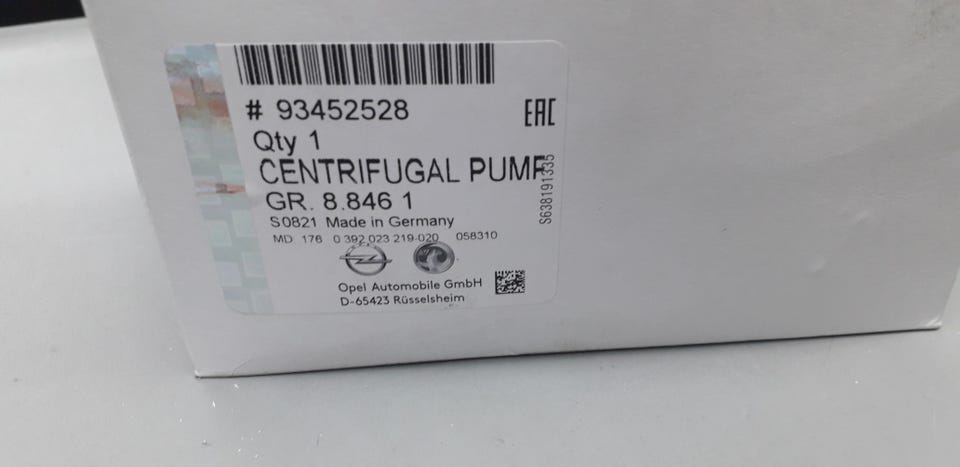 # 93452528
EAC
Qty 1
CENTRIFUGAL PUMP
GR. 8.846 1
S0821 Made in Germany
MD 176 0 392 023 219-020 058310
Opel Automobile GmbH
D-65423 Rüsselsheim
S638191335